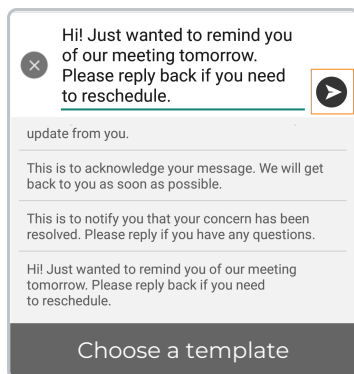 Hi! Just wanted to remind you
of our meeting tomorrow.
Please reply back if you need
to reschedule.
update from you.
This is to acknowledge your message. We will get
back to you as soon as possible.
This is to notify you that your concern has been
resolved. Please reply if you have any questions.
Hi! Just wanted to remind you of our meeting
tomorrow. Please reply back if you need
to reschedule.
Choose a template